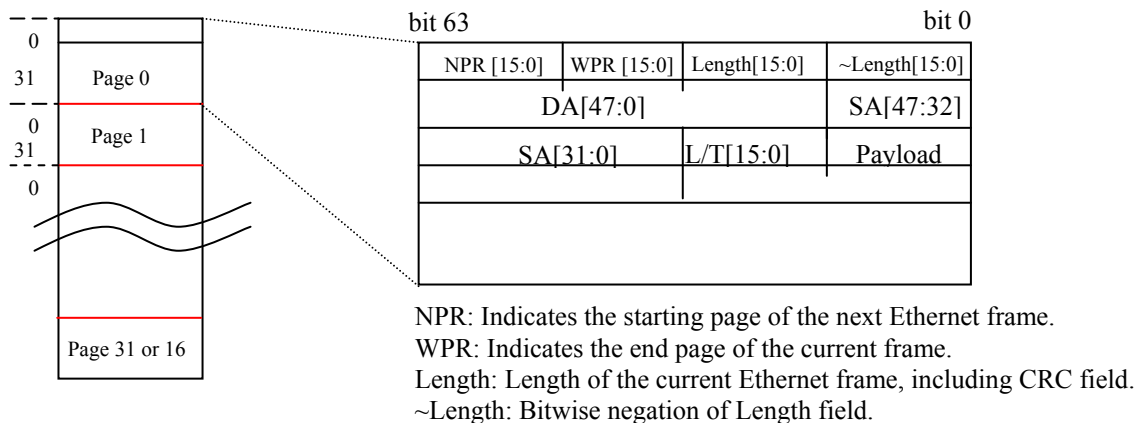 bit 63 bit 0
0
31
Page 0
0
31
Page 1
0
Page 31 or 16
NPR [15:0] WPR [15:0] Length[15:0] ~Length[15:0]
DA[47:0] SA[47:32]
SA[31:0] L/T[15:0] Payload
NPR: Indicates the starting page of the next Ethernet frame.
WPR: Indicates the end page of the current frame.
Length: Length of the current Ethernet frame, including CRC field.
~Length: Bitwise negation of Length field.